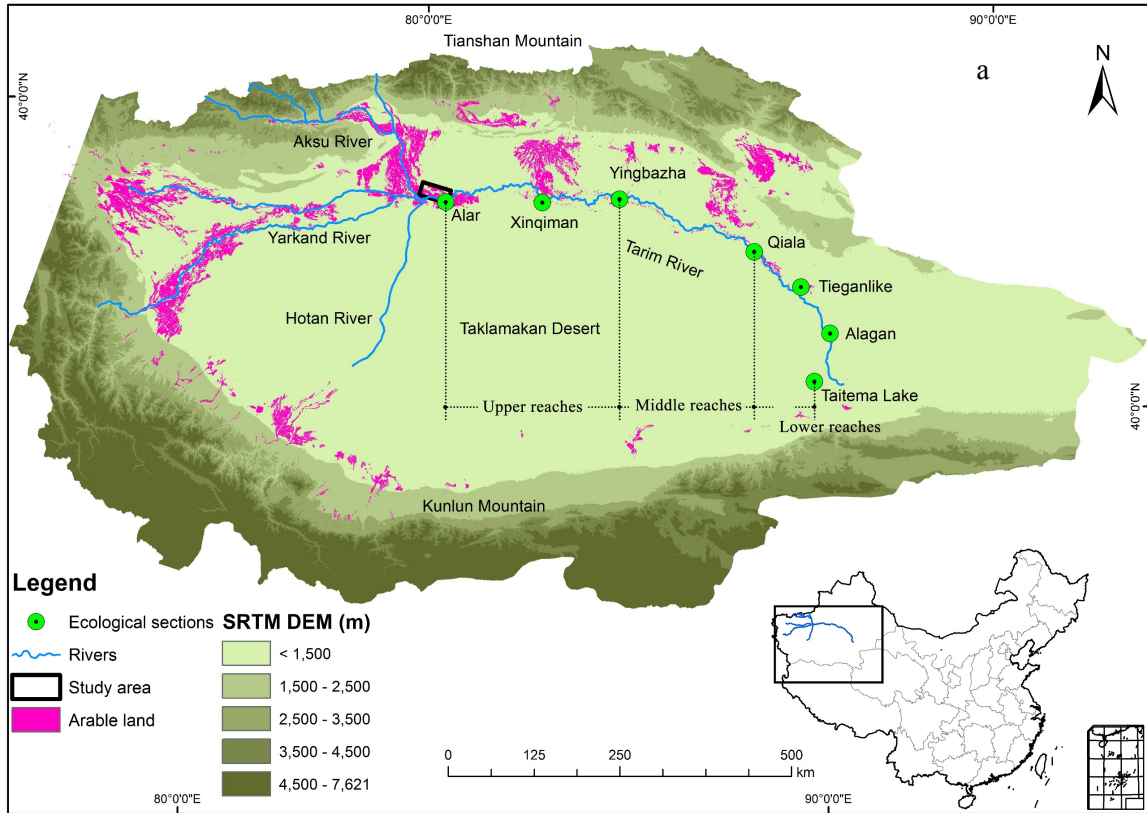 80°0'0"E
90°0'0"E
Tianshan Mountain
a
N
40°0'0"N
Aksu River
Yingbazha
Alar
Xinqiman
Yarkand River
Qiala
Tarim River
Tieganlike
Hotan River
Taklamakan Desert
Alagan
Taitema Lake
Upper reaches
Middle reaches
Lower reaches
40°0'0"N
Kunlun Mountain
Legend
Ecological sections
Rivers
Study area
Arable land
SRTM DEM (m)
< 1,500
1,500 - 2,500
2,500 - 3,500
3,500 - 4,500
4,500 - 7,621
0 125 250 500
km
80°0'0"E
90°0'0"E